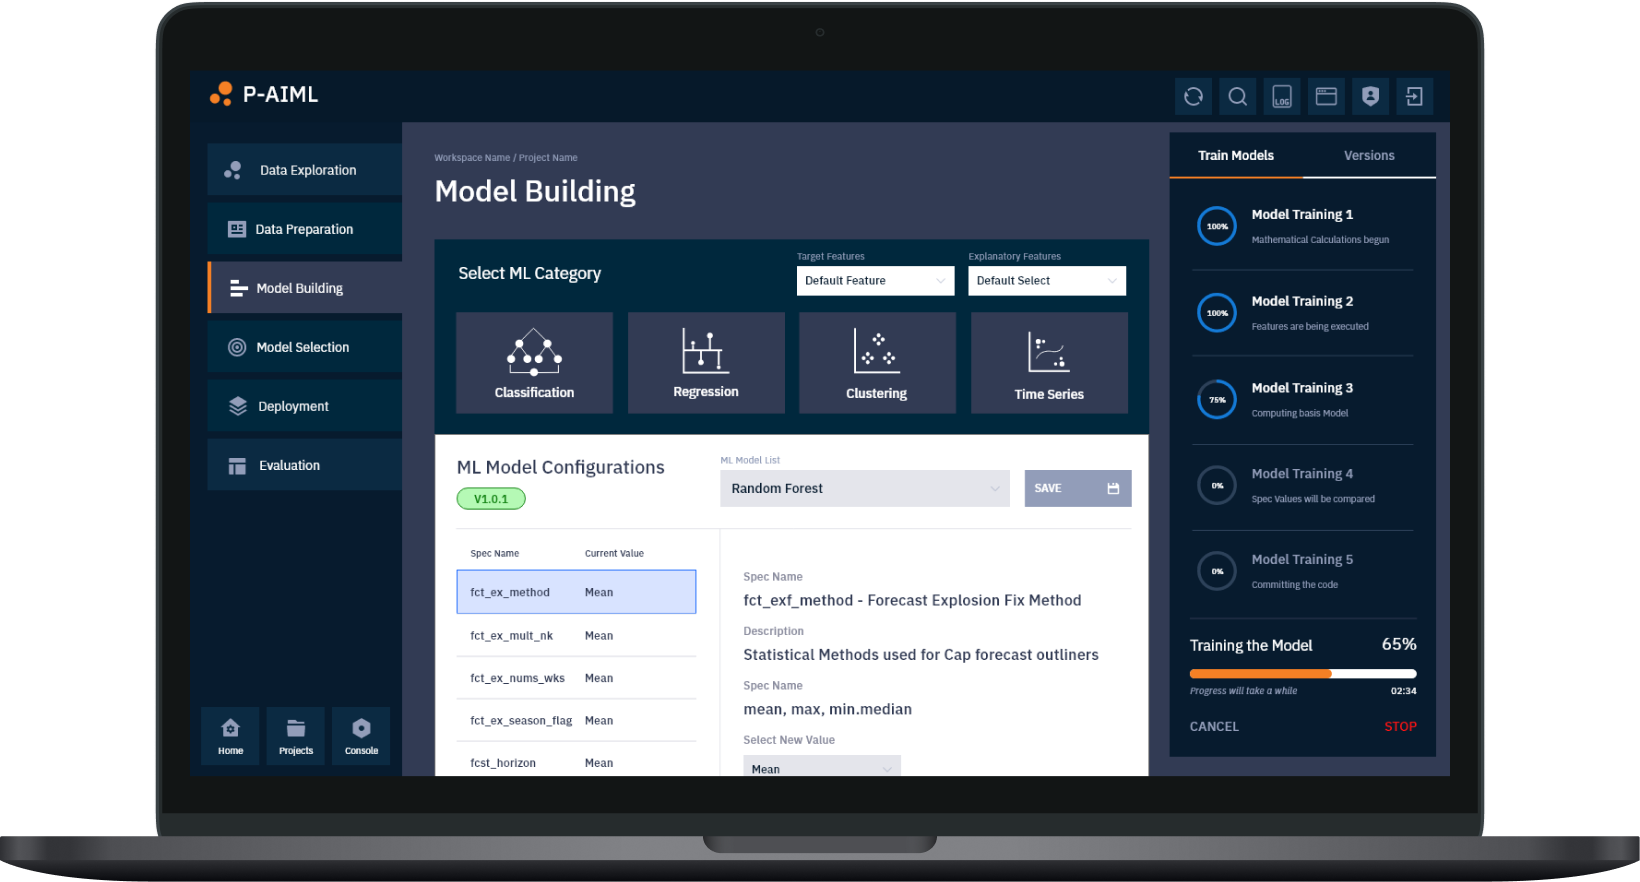 P-AIML
LOG
Data Exploration
Data Preparation
Model Building
Model Selection
Deployment
Evaluation
Home
Projects
Console
Workspace Name / Project Name
Model Building
Select ML Category
Target Features
Default Feature
Explanatory Features
Default Select
Classification
Regression
Clustering
Time Series
ML Model Configurations
V1.0.1
ML Model List
Random Forest
SAVE
Spec Name Current Value
fct_ex_method Mean
fct_ex_mult_nk Mean
fct_ex_nums_wks Mean
fct_ex_season_flag Mean
fcst_horizon Mean
Spec Name
fct_exf_method - Forecast Explosion Fix Method
Description
Statistical Methods used for Cap forecast outliners
Spec Name
mean, max, min.median
Select New Value
Mean
Train Models Versions
100%
Model Training 1
Mathematical Calculations begun
100%
Model Training 2
Features are being executed
75%
Model Training 3
Computing basis Model
0%
Model Training 4
Spec Values will be compared
0%
Model Training 5
Committing the code
Training the Model 65%
Progress will take a while 02:34
CANCEL STOP